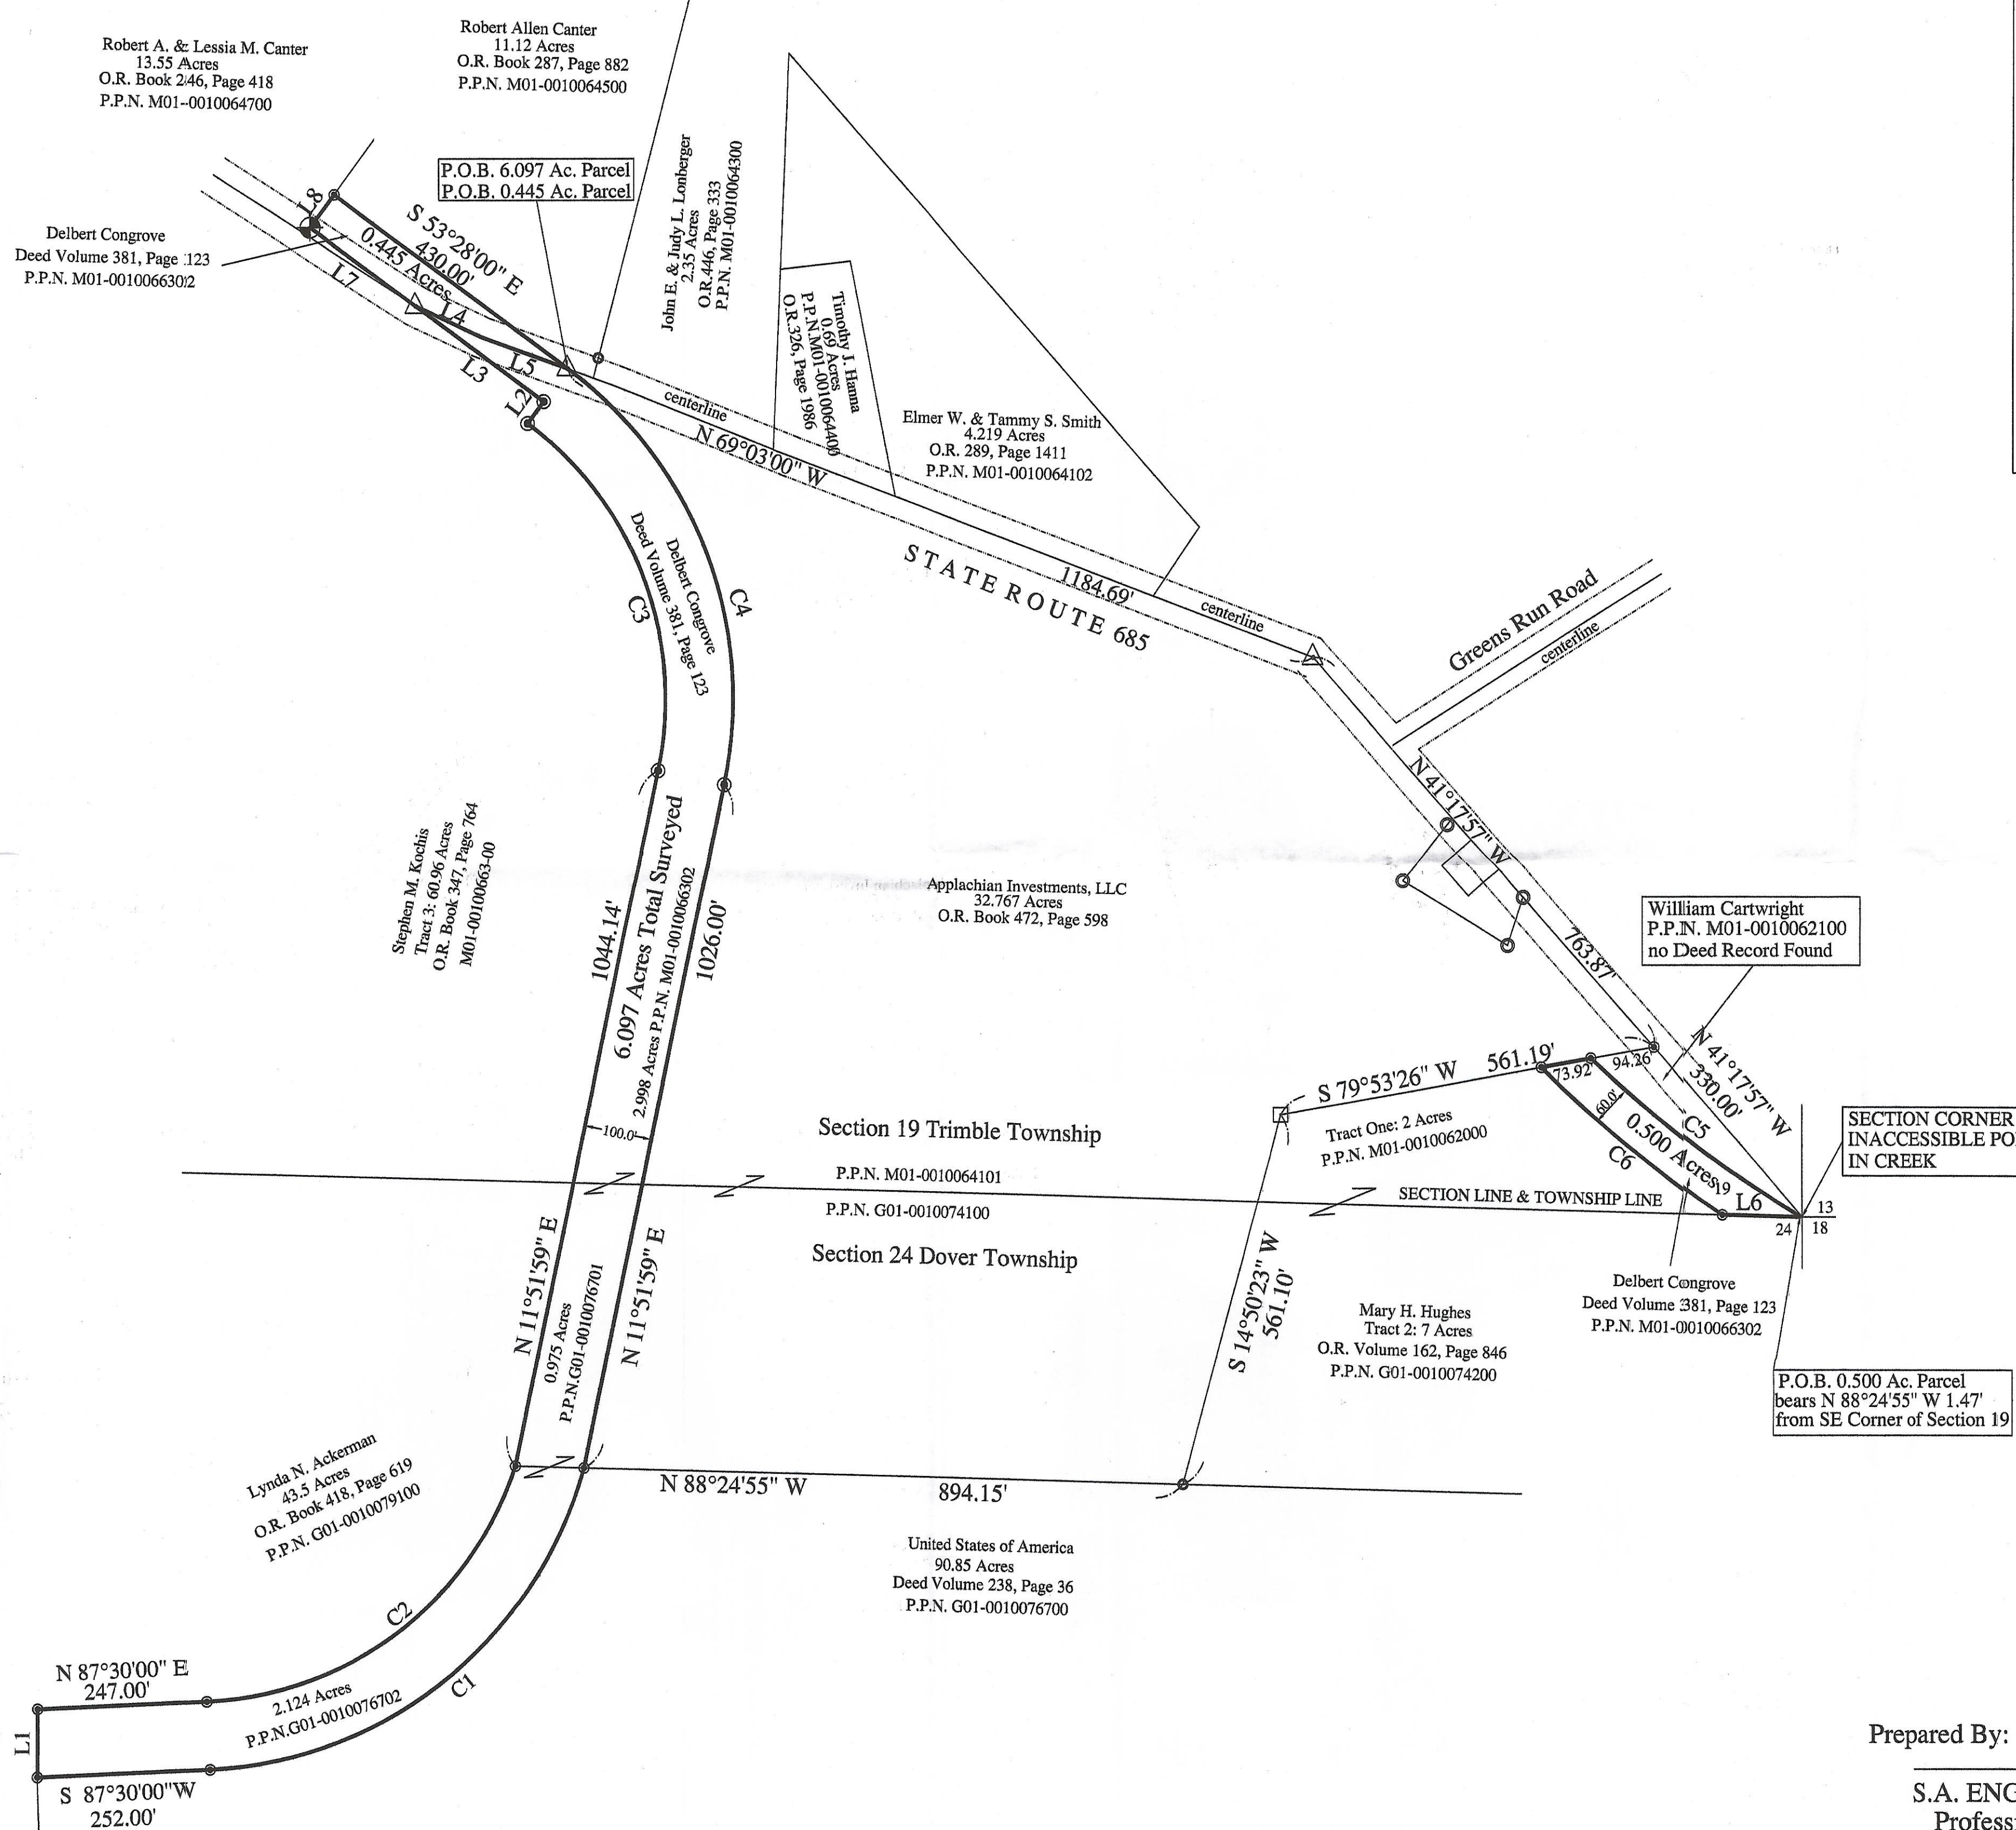 Robert A. & Lessia M. Canter
13.55 Acres
O.R. Book 246, Page 418
P.P.N. M01-0010064700
Robert Allen Canter
11.12 Acres
O.R. Book 287, Page 882
P.P.N. M01-0010064500
P.O.B. 6.097 Ac. Parcel
P.O.B. 0.445 Ac. Parcel
John E. & Judy L. Lonberger
2.35 Acres
O.R.446, Page 333
P.P.N. M01-0010064300
Delbert Congrove
Deed Volume 381, Page 123
P.P.N. M01-0010066302
L8
S 53°28'00" E
430.00'
0.445 Acres
L7
L4
L3
L5
L2
Timothy J. Hanna
0.69 Acres
P.P.N.M01-0010064400
O.R.326, Page 1986
centerline
N 69°03'00" W
Elmer W. & Tammy S. Smith
4.219 Acres
O.R. 289, Page 1411
P.P.N. M01-0010064102
STATE ROUTE 685
1184.69'
centerline
Greens Run Road
centerline
Delbert Congrove
Deed Volume 381, Page 123
C3
C4
N 41°17'57" W
763.87'
Stephen M. Kochis
Tract 3: 60.96 Acres
O.R. Book 347, Page 764
M01-00100663-00
1044.14'
6.097 Acres Total Surveyed
2.998 Acres P.P.N. M01-0010066302
1026.00'
100.0'
Applachian Investments, LLC
32.767 Acres
O.R. Book 472, Page 598
William Cartwright
P.P.N. M01-0010062100
no Deed Record Found
N 41°17'57" W
330.00'
S 79°53'26" W
561.19'
73.92'
94.26'
60.0'
Tract One: 2 Acres
P.P.N. M01-0010062000
0.500 Acres
C5
C6
L6
19
13
24
18
SECTION CORNER
INACCESSIBLE PO
IN CREEK
Section 19 Trimble Township
P.P.N. M01-0010064101
SECTION LINE & TOWNSHIP LINE
P.P.N. G01-0010074100
Section 24 Dover Township
N 11°51'59" E
0.975 Acres
P.P.N.G01-0010076701
N 11°51'59" E
S 14°50'23" W
561.10'
Mary H. Hughes
Tract 2: 7 Acres
O.R. Volume 162, Page 846
P.P.N. G01-0010074200
Delbert Congrove
Deed Volume 381, Page 123
P.P.N. M01-0010066302
P.O.B. 0.500 Ac. Parcel
bears N 88°24'55" W 1.47'
from SE Corner of Section 19
Lynda N. Ackerman
43.5 Acres
O.R. Book 418, Page 619
P.P.N. G01-0010079100
N 88°24'55" W
894.15'
United States of America
90.85 Acres
Deed Volume 238, Page 36
P.P.N. G01-0010076700
C2
C1
N 87°30'00" E
247.00'
2.124 Acres
P.P.N.G01-0010076702
L1
S 87°30'00"W
252.00'
Prepared By:
S.A. ENG
Profess